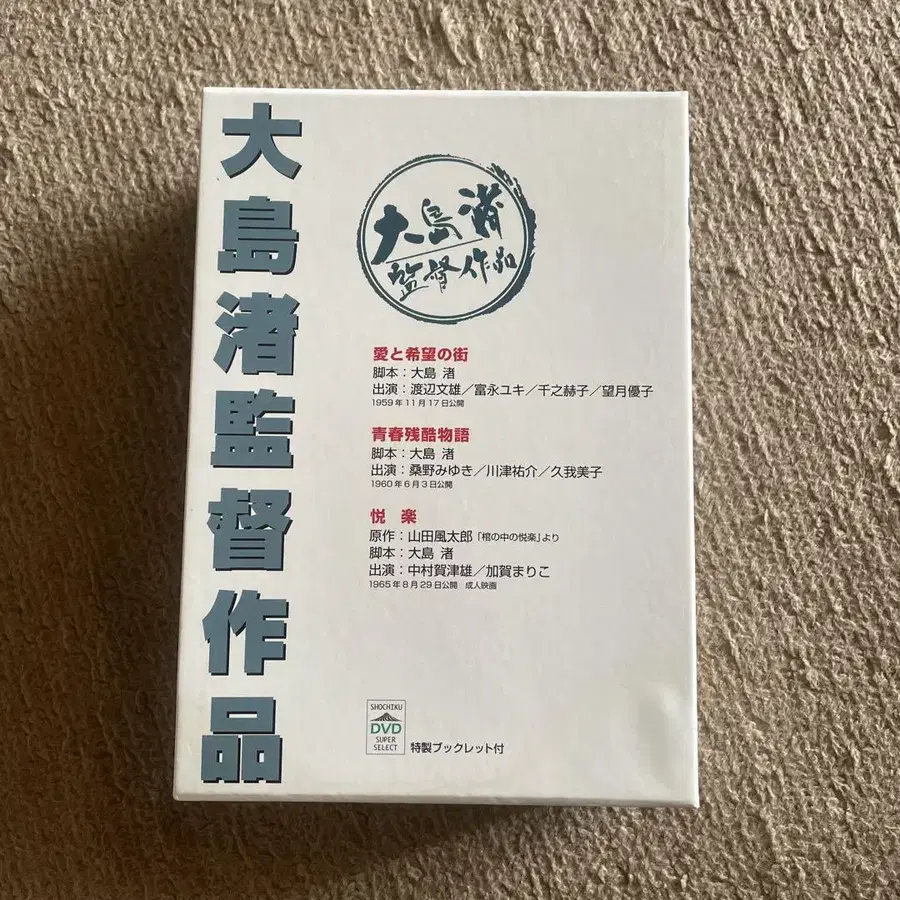 大島渚監督作品
大島渚
監督作品
愛と希望の街
脚本：大島 渚
出演：渡辺文雄／富永ユキ／千之赫子／望月優子
1959年11月17日公開
青春残酷物語
脚本：大島 渚
出演：桑野みゆき／川津祐介／久我美子
1960年6月3日公開
悦 楽
原作：山田風太郎「棺の中の悦楽」より
脚本：大島 渚
出演：中村賀津雄／加賀まりこ
1965年8月29日公開 成人映画
SHOCHIKU
DVD
SUPER
SELECT
特製ブックレット付